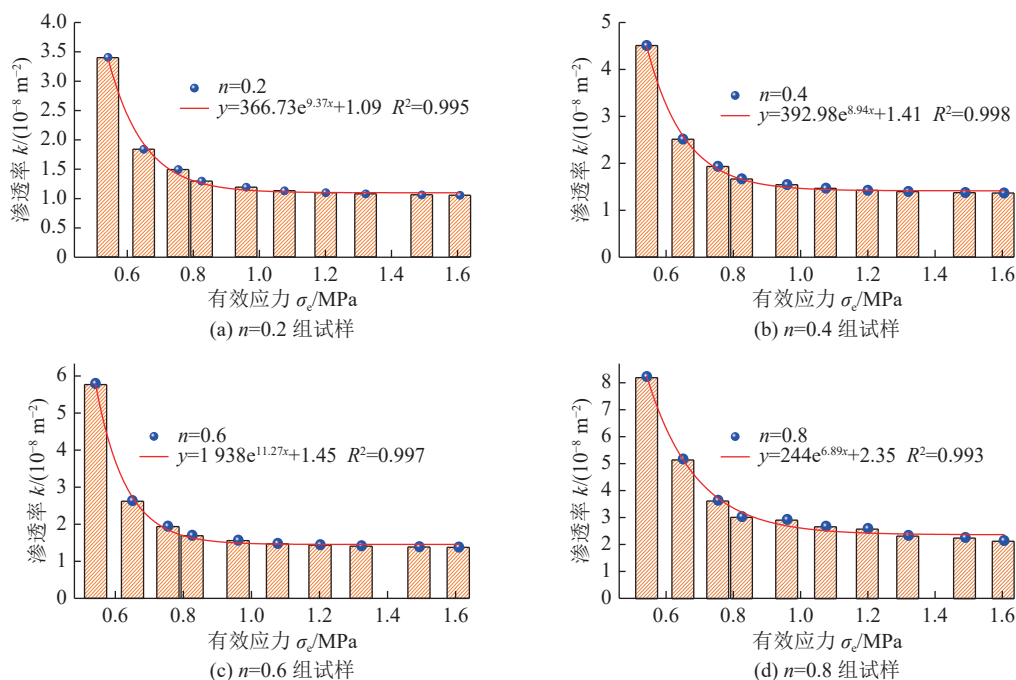 4.0
3.5
3.0
2.5
2.0
1.5
1.0
0.5
0
渗透率 k/(10⁻⁸ m⁻²)
n=0.2
y=366.73e^{9.37x}+1.09 R²=0.995
0.6 0.8 1.0 1.2 1.4 1.6
有效应力 σₑ/MPa
(a) n=0.2 组试样
5
4
3
2
1
0
渗透率 k/(10⁻⁸ m⁻²)
n=0.4
y=392.98e^{8.94x}+1.41 R²=0.998
0.6 0.8 1.0 1.2 1.4 1.6
有效应力 σₑ/MPa
(b) n=0.4 组试样
6
5
4
3
2
1
0
渗透率 k/(10⁻⁸ m⁻²)
n=0.6
y=1 938e^{11.27x}+1.45 R²=0.997
0.6 0.8 1.0 1.2 1.4 1.6
有效应力 σₑ/MPa
(c) n=0.6 组试样
8
7
6
5
4
3
2
1
0
渗透率 k/(10⁻⁸ m⁻²)
n=0.8
y=244e^{6.89x}+2.35 R²=0.993
0.6 0.8 1.0 1.2 1.4 1.6
有效应力 σₑ/MPa
(d) n=0.8 组试样